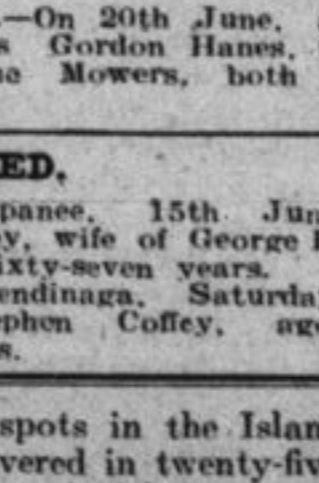 .—On 20th June,
s Gordon Hanes,
Mowers, both
ED.
panee, 15th Jun
y, wife of George
ixty-seven years.
endinaga, Saturda
phen Coffey, ag
s.
spots in the Islan
vered in twenty-fiv